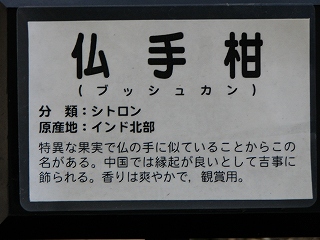 仏手柑
(ブッシュカン)
分　類：シトロン
原産地：インド北部
特異な果実で仏の手に似ていることからこの
名がある。中国では縁起が良いとして吉事に
飾られる。香りは爽やかで，観賞用。